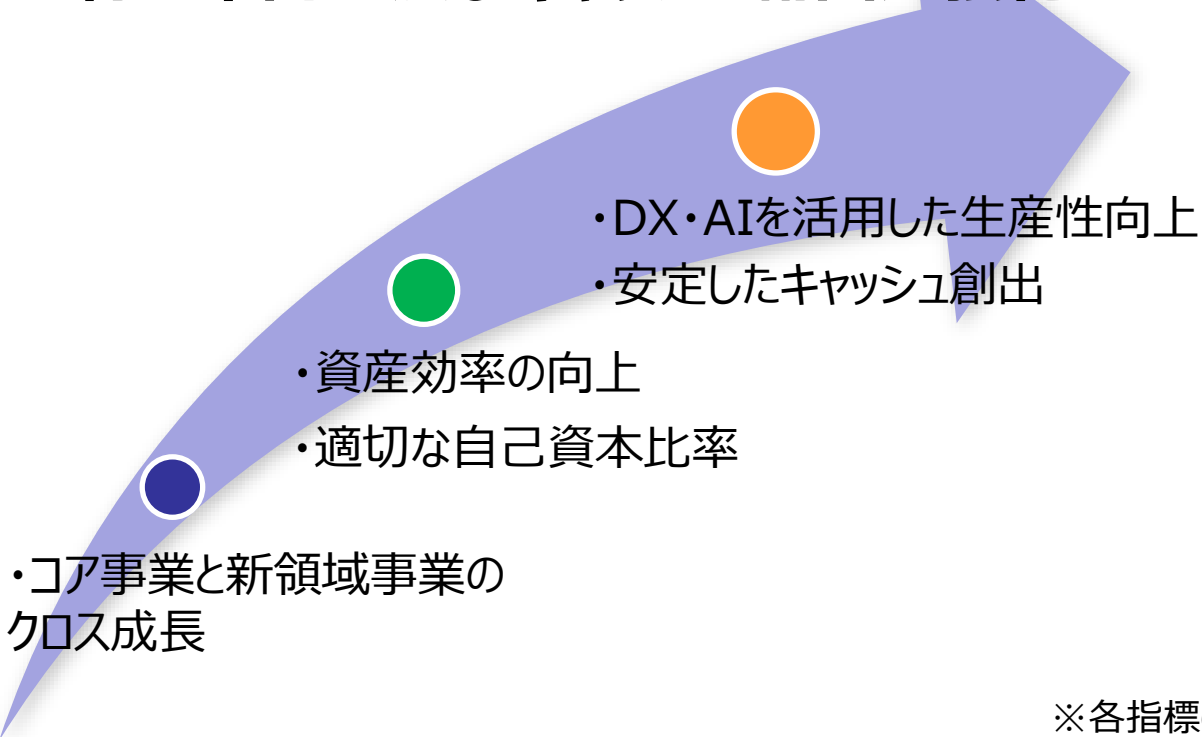 ・DX・AIを活用した生産性向上
・安定したキャッシュ創出
・資産効率の向上
・適切な自己資本比率
・コア事業と新領域事業の
クロス成長
※各指標